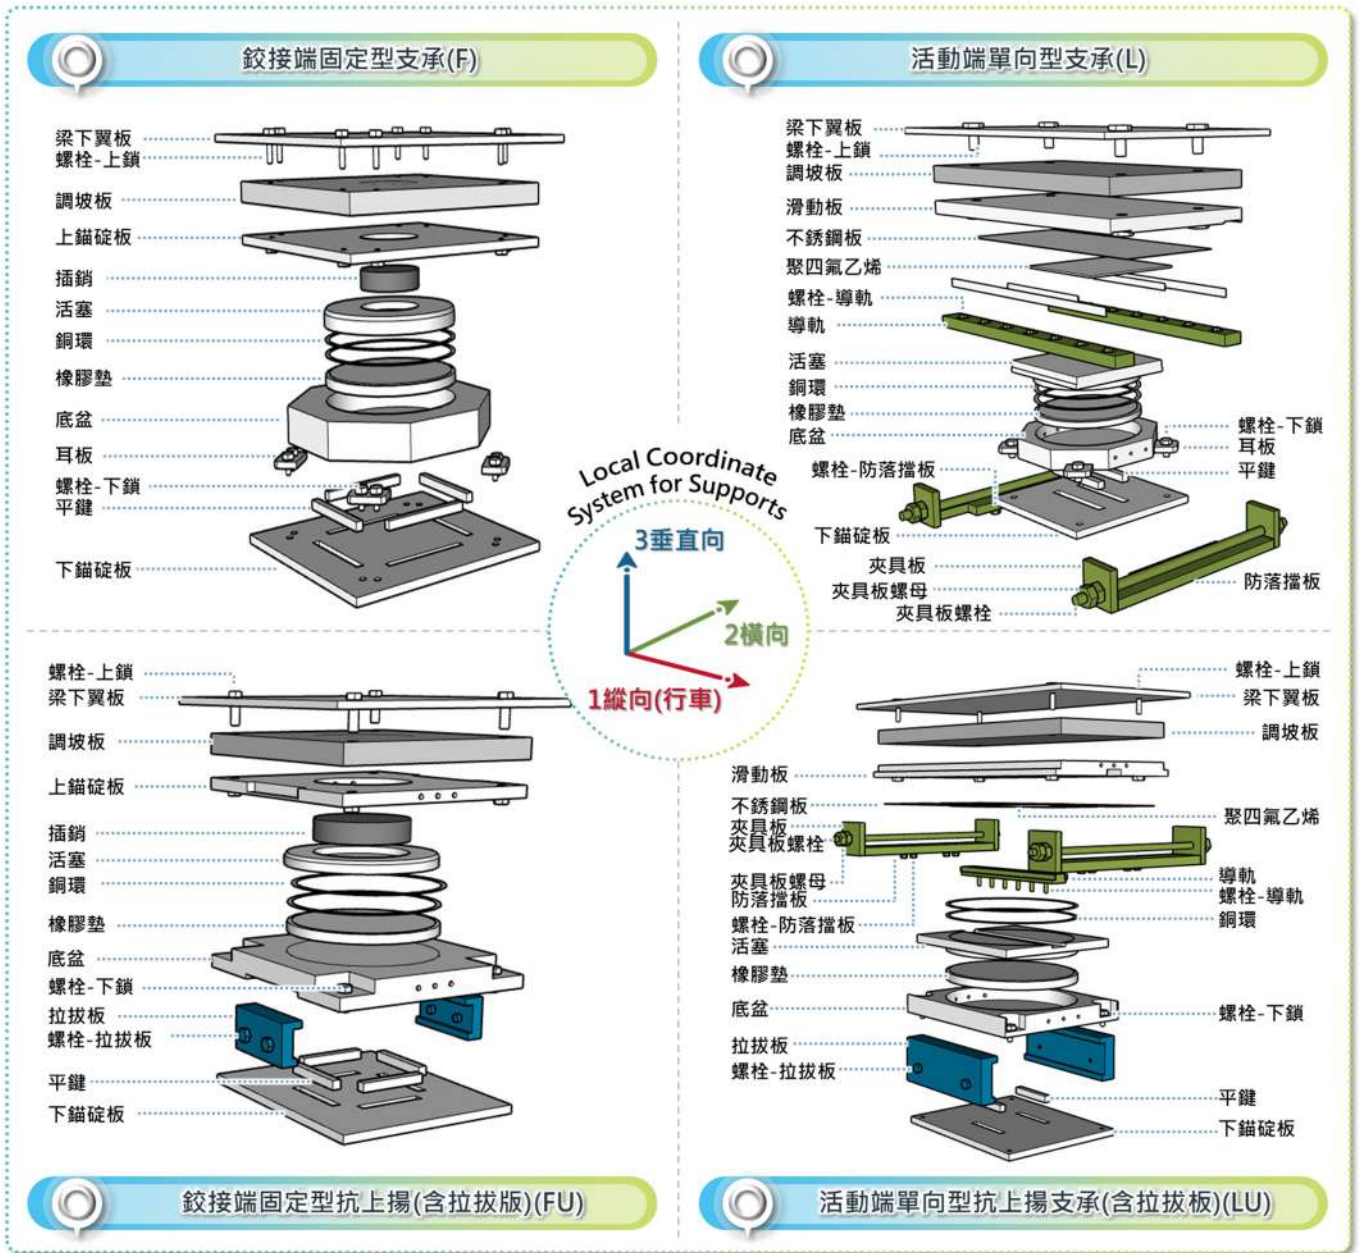 鉸接端固定型支承(F)
梁下翼板
螺栓-上鎖
調坡板
上錨碇板
插銷
活塞
銅環
橡膠墊
底盆
耳板
螺栓-下鎖
平鍵
下錨碇板
活動端單向型支承(L)
梁下翼板
螺栓-上鎖
調坡板
滑動板
不銹鋼板
聚四氟乙烯
螺栓-導軌
導軌
活塞
銅環
橡膠墊
底盆
螺栓-下鎖
耳板
平鍵
螺栓-防落擋板
下錨碇板
夾具板
夾具板螺母
夾具板螺栓
防落擋板
Local Coordinate
System for Supports
3垂直向
2橫向
1縱向(行車)
螺栓-上鎖
梁下翼板
調坡板
上錨碇板
插銷
活塞
銅環
橡膠墊
底盆
螺栓-下鎖
拉拔板
螺栓-拉拔板
平鍵
下錨碇板
鉸接端固定型抗上揚(含拉拔版)(FU)
螺栓-上鎖
梁下翼板
調坡板
滑動板
不銹鋼板
聚四氟乙烯
夾具板
夾具板螺栓
夾具板螺母
防落擋板
螺栓-防落擋板
導軌
螺栓-導軌
銅環
活塞
橡膠墊
底盆
螺栓-下鎖
拉拔板
螺栓-拉拔板
平鍵
下錨碇板
活動端單向型抗上揚支承(含拉拔板)(LU)